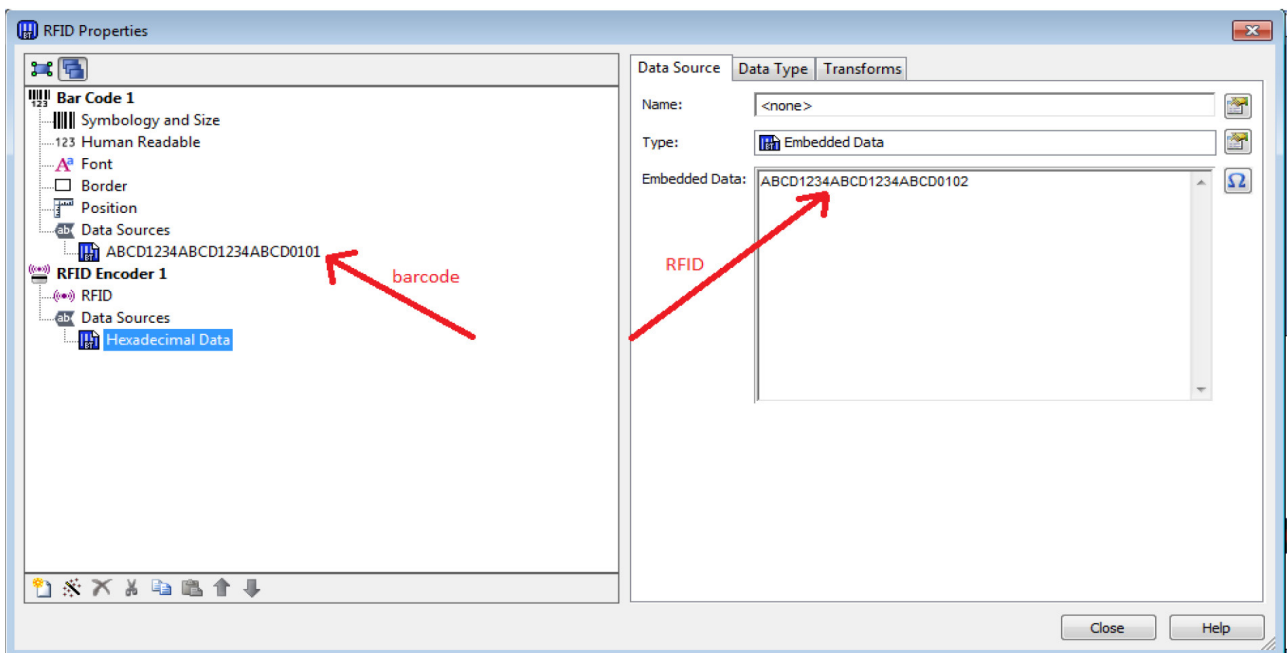 RFID Properties
Bar Code 1
Symbology and Size
123 Human Readable
Font
Border
Position
Data Sources
ABCD1234ABCD1234ABCD0101
RFID Encoder 1
RFID
Data Sources
Hexadecimal Data
barcode
Data Source Data Type Transforms
Name: <none>
Type: Embedded Data
Embedded Data: ABCD1234ABCD1234ABCD0102
Ω
RFID
Close Help